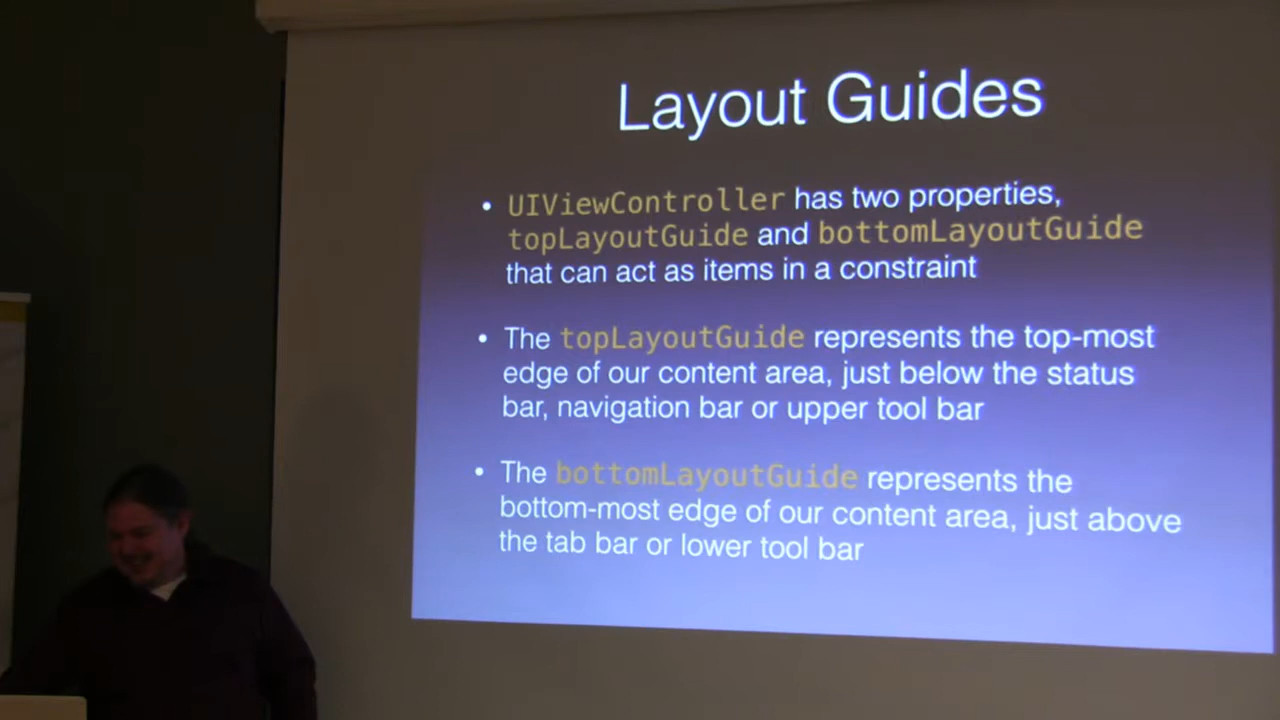 Layout Guides
• UIViewController has two properties,
topLayoutGuide and bottomLayoutGuide
that can act as items in a constraint
• The topLayoutGuide represents the top-most
edge of our content area, just below the status
bar, navigation bar or upper tool bar
• The bottomLayoutGuide represents the
bottom-most edge of our content area, just above
the tab bar or lower tool bar